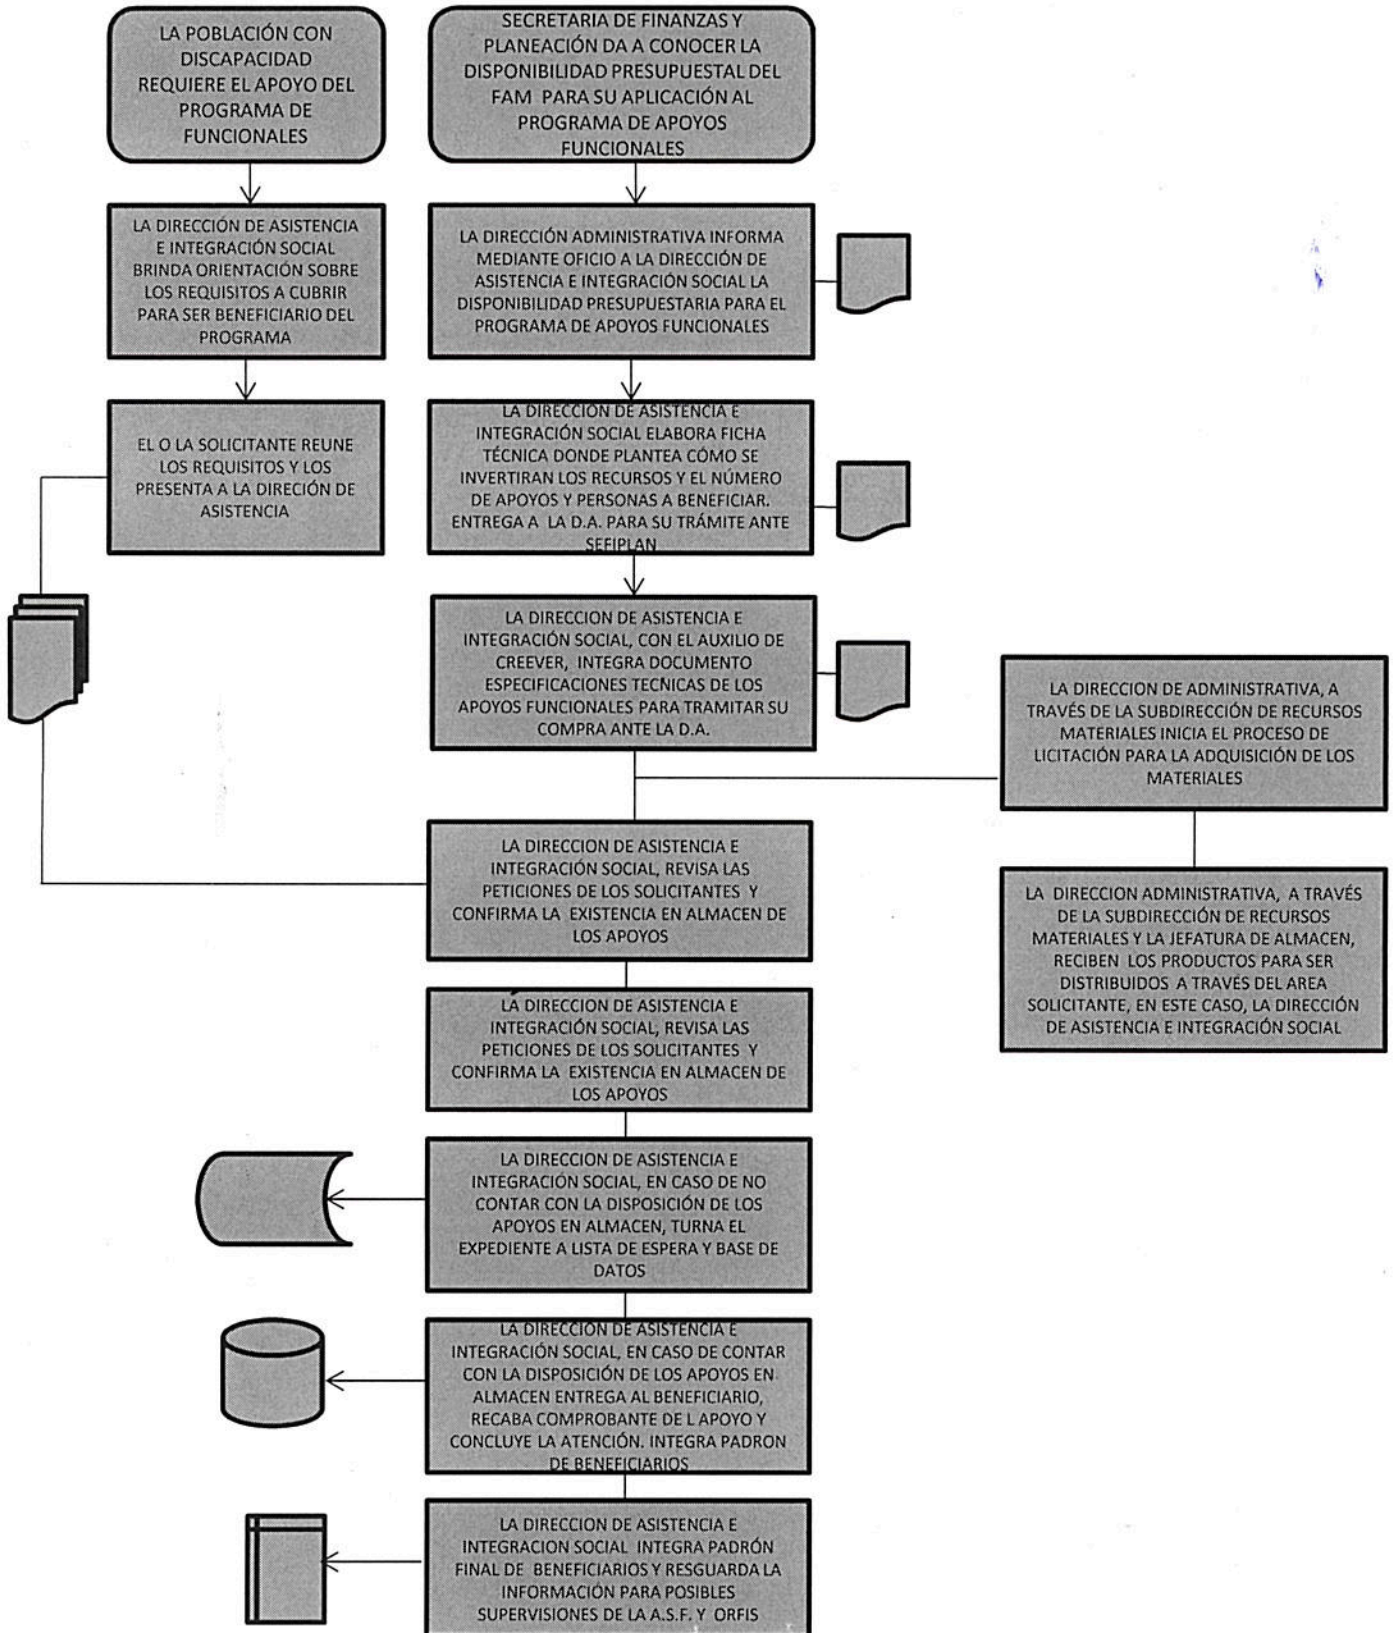 LA POBLACIÓN CON
DISCAPACIDAD
REQUIERE EL APOYO DEL
PROGRAMA DE
FUNCIONALES
SECRETARIA DE FINANZAS Y
PLANEACIÓN DA A CONOCER LA
DISPONIBILIDAD PRESUPUESTAL DEL
FAM PARA SU APLICACIÓN AL
PROGRAMA DE APOYOS
FUNCIONALES
LA DIRECCIÓN DE ASISTENCIA
E INTEGRACIÓN SOCIAL
BRINDA ORIENTACIÓN SOBRE
LOS REQUISITOS A CUBRIR
PARA SER BENEFICIARIO DEL
PROGRAMA
LA DIRECCIÓN ADMINISTRATIVA INFORMA
MEDIANTE OFICIO A LA DIRECCIÓN DE
ASISTENCIA E INTEGRACIÓN SOCIAL LA
DISPONIBILIDAD PRESUPUESTARIA PARA EL
PROGRAMA DE APOYOS FUNCIONALES
EL O LA SOLICITANTE REUNE
LOS REQUISITOS Y LOS
PRESENTA A LA DIRECIÓN DE
ASISTENCIA
LA DIRECCIÓN DE ASISTENCIA E
INTEGRACIÓN SOCIAL ELABORA FICHA
TÉCNICA DONDE PLANTEA CÓMO SE
INVERTIRAN LOS RECURSOS Y EL NÚMERO
DE APOYOS Y PERSONAS A BENEFICIAR.
ENTREGA A LA D.A. PARA SU TRÁMITE ANTE
SEFIPLAN
LA DIRECCION DE ASISTENCIA E
INTEGRACIÓN SOCIAL, CON EL AUXILIO DE
CREEVER, INTEGRA DOCUMENTO
ESPECIFICACIONES TECNICAS DE LOS
APOYOS FUNCIONALES PARA TRAMITAR SU
COMPRA ANTE LA D.A.
LA DIRECCION DE ADMINISTRATIVA, A
TRAVÉS DE LA SUBDIRECCIÓN DE RECURSOS
MATERIALES INICIA EL PROCESO DE
LICITACIÓN PARA LA ADQUISICIÓN DE LOS
MATERIALES
LA DIRECCION DE ASISTENCIA E
INTEGRACIÓN SOCIAL, REVISA LAS
PETICIONES DE LOS SOLICITANTES Y
CONFIRMA LA EXISTENCIA EN ALMACEN DE
LOS APOYOS
LA DIRECCION ADMINISTRATIVA, A TRAVÉS
DE LA SUBDIRECCIÓN DE RECURSOS
MATERIALES Y LA JEFATURA DE ALMACEN,
RECIBEN LOS PRODUCTOS PARA SER
DISTRIBUIDOS A TRAVÉS DEL AREA
SOLICITANTE, EN ESTE CASO, LA DIRECCIÓN
DE ASISTENCIA E INTEGRACIÓN SOCIAL
LA DIRECCION DE ASISTENCIA E
INTEGRACIÓN SOCIAL, REVISA LAS
PETICIONES DE LOS SOLICITANTES Y
CONFIRMA LA EXISTENCIA EN ALMACEN DE
LOS APOYOS
LA DIRECCION DE ASISTENCIA E
INTEGRACIÓN SOCIAL, EN CASO DE NO
CONTAR CON LA DISPOSICIÓN DE LOS
APOYOS EN ALMACEN, TURNA EL
EXPEDIENTE A LISTA DE ESPERA Y BASE DE
DATOS
LA DIRECCIÓN DE ASISTENCIA E
INTEGRACIÓN SOCIAL, EN CASO DE CONTAR
CON LA DISPOSICIÓN DE LOS APOYOS EN
ALMACEN ENTREGA AL BENEFICIARIO,
RECABA COMPROBANTE DE L APOYO Y
CONCLUYE LA ATENCIÓN. INTEGRA PADRON
DE BENEFICIARIOS
LA DIRECCION DE ASISTENCIA E
INTEGRACION SOCIAL INTEGRA PADRÓN
FINAL DE BENEFICIARIOS Y RESGUARDA LA
INFORMACIÓN PARA POSIBLES
SUPERVISIONES DE LA A.S.F. Y ORFIS